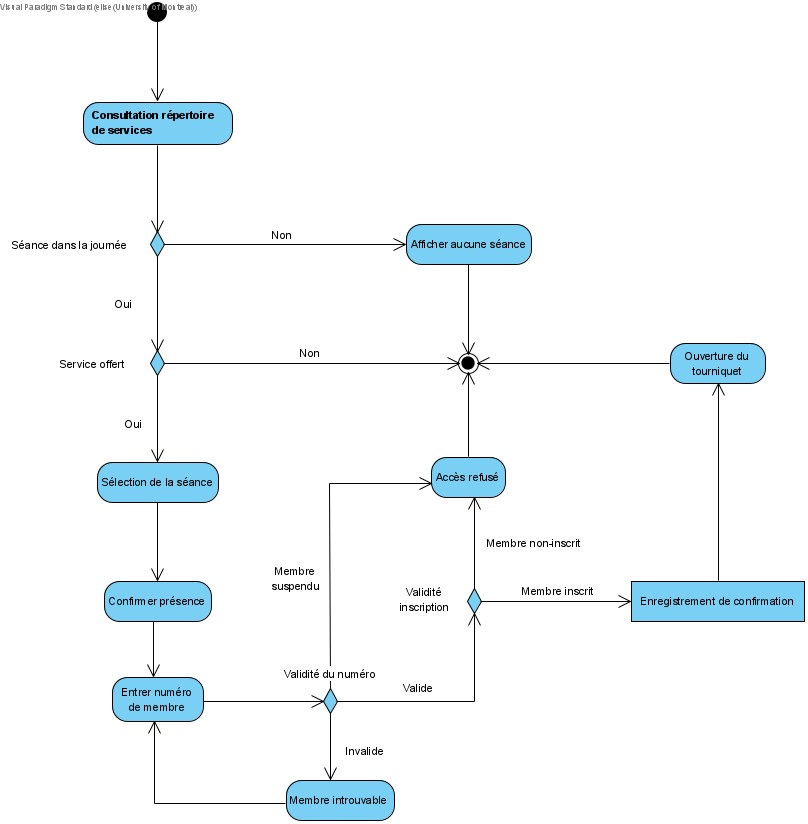 Visual Paradigm Standard(elise(University of Montreal))
Consultation répertoire
de services
Séance dans la journée
Non
Afficher aucune séance
Oui
Service offert
Non
Ouverture du
tourniquet
Oui
Sélection de la séance
Accès refusé
Membre non-inscrit
Membre
suspendu
Validité
inscription
Membre inscrit
Enregistrement de confirmation
Confirmer présence
Validité du numéro
Entrer numéro
de membre
Valide
Invalide
Membre introuvable